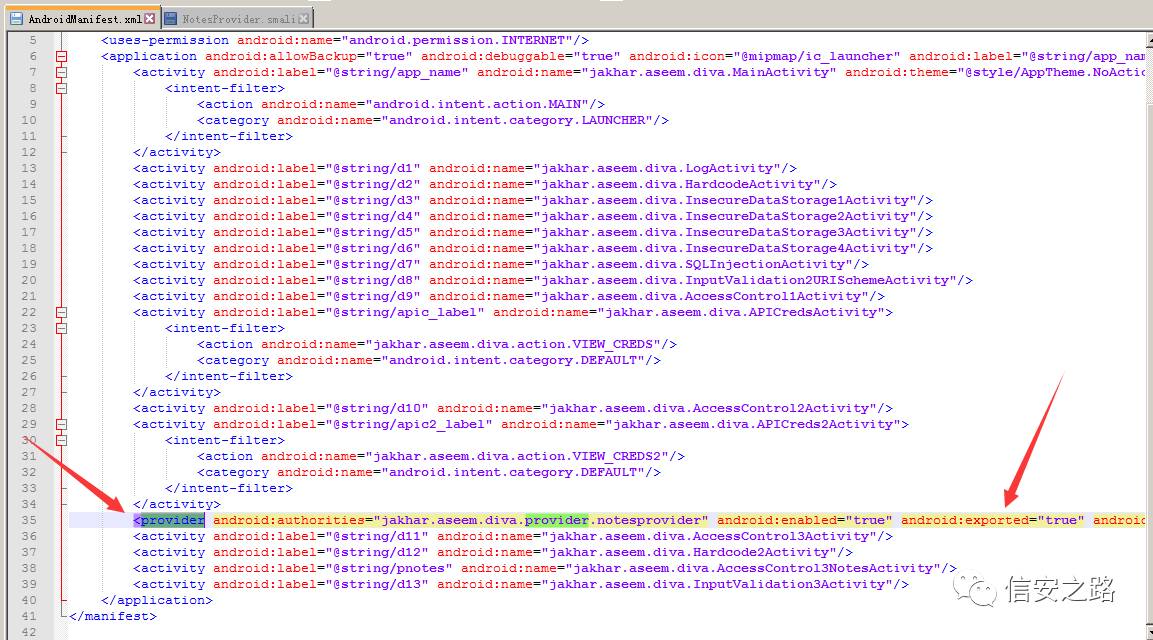 AndroidManifest.xml NotesProvider.smali
5 <uses-permission android:name="android.permission.INTERNET"/>
6 <application android:allowBackup="true" android:debuggable="true" android:icon="@mipmap/ic_launcher" android:label="@string/app_nam
7 <activity android:label="@string/app_name" android:name="jakhar.aseem.diva.MainActivity" android:theme="@style/AppTheme.NoActio
8 <intent-filter>
9 <action android:name="android.intent.action.MAIN"/>
10 <category android:name="android.intent.category.LAUNCHER"/>
11 </intent-filter>
12 </activity>
13 <activity android:label="@string/d1" android:name="jakhar.aseem.diva.LogActivity"/>
14 <activity android:label="@string/d2" android:name="jakhar.aseem.diva.HardcodeActivity"/>
15 <activity android:label="@string/d3" android:name="jakhar.aseem.diva.InsecureDataStorage1Activity"/>
16 <activity android:label="@string/d4" android:name="jakhar.aseem.diva.InsecureDataStorage2Activity"/>
17 <activity android:label="@string/d5" android:name="jakhar.aseem.diva.InsecureDataStorage3Activity"/>
18 <activity android:label="@string/d6" android:name="jakhar.aseem.diva.InsecureDataStorage4Activity"/>
19 <activity android:label="@string/d7" android:name="jakhar.aseem.diva.SQLInjectionActivity"/>
20 <activity android:label="@string/d8" android:name="jakhar.aseem.diva.InputValidation2URISchemeActivity"/>
21 <activity android:label="@string/d9" android:name="jakhar.aseem.diva.AccessControl1Activity"/>
22 <activity android:label="@string/apic_label" android:name="jakhar.aseem.diva.APICredsActivity">
23 <intent-filter>
24 <action android:name="jakhar.aseem.diva.action.VIEW_CREDS"/>
25 <category android:name="android.intent.category.DEFAULT"/>
26 </intent-filter>
27 </activity>
28 <activity android:label="@string/d10" android:name="jakhar.aseem.diva.AccessControl2Activity"/>
29 <activity android:label="@string/apic2_label" android:name="jakhar.aseem.diva.APICreds2Activity">
30 <intent-filter>
31 <action android:name="jakhar.aseem.diva.action.VIEW_CREDS2"/>
32 <category android:name="android.intent.category.DEFAULT"/>
33 </intent-filter>
34 </activity>
35 <provider android:authorities="jakhar.aseem.diva.provider.notesprovider" android:enabled="true" android:exported="true" androic
36 <activity android:label="@string/d11" android:name="jakhar.aseem.diva.AccessControl3Activity"/>
37 <activity android:label="@string/d12" android:name="jakhar.aseem.diva.Hardcode2Activity"/>
38 <activity android:label="@string/pnotes" android:name="jakhar.aseem.diva.AccessControl3NotesActivity"/>
39 <activity android:label="@string/d13" android:name="jakhar.aseem.diva.InputValidation3Activity"/>
40 </application>
41 </manifest>
42
信安之路